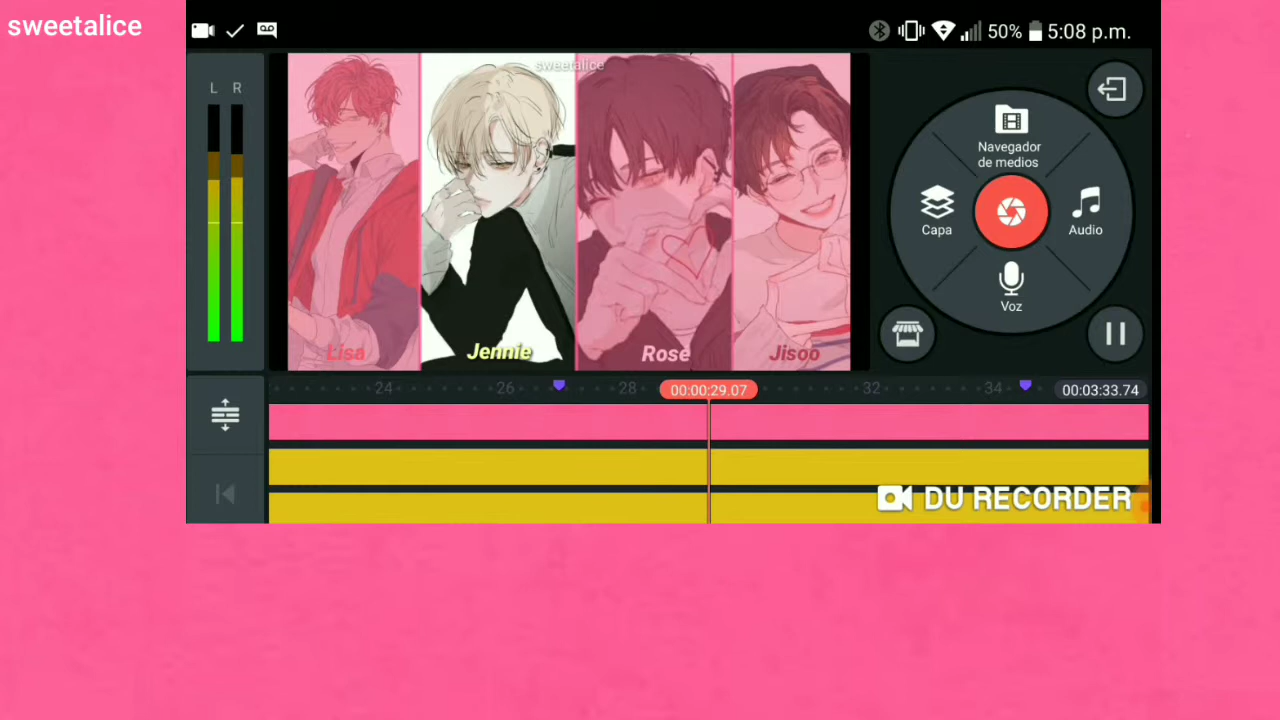 sweetalice
50% 5:08 p.m.
L R
sweetalice
Lisa Jennie Rose Jisoo
Navegador
de medios
Capa
Audio
Voz
24 26 28 00:00:29.07 32 34 00:03:33.74
DU RECORDER